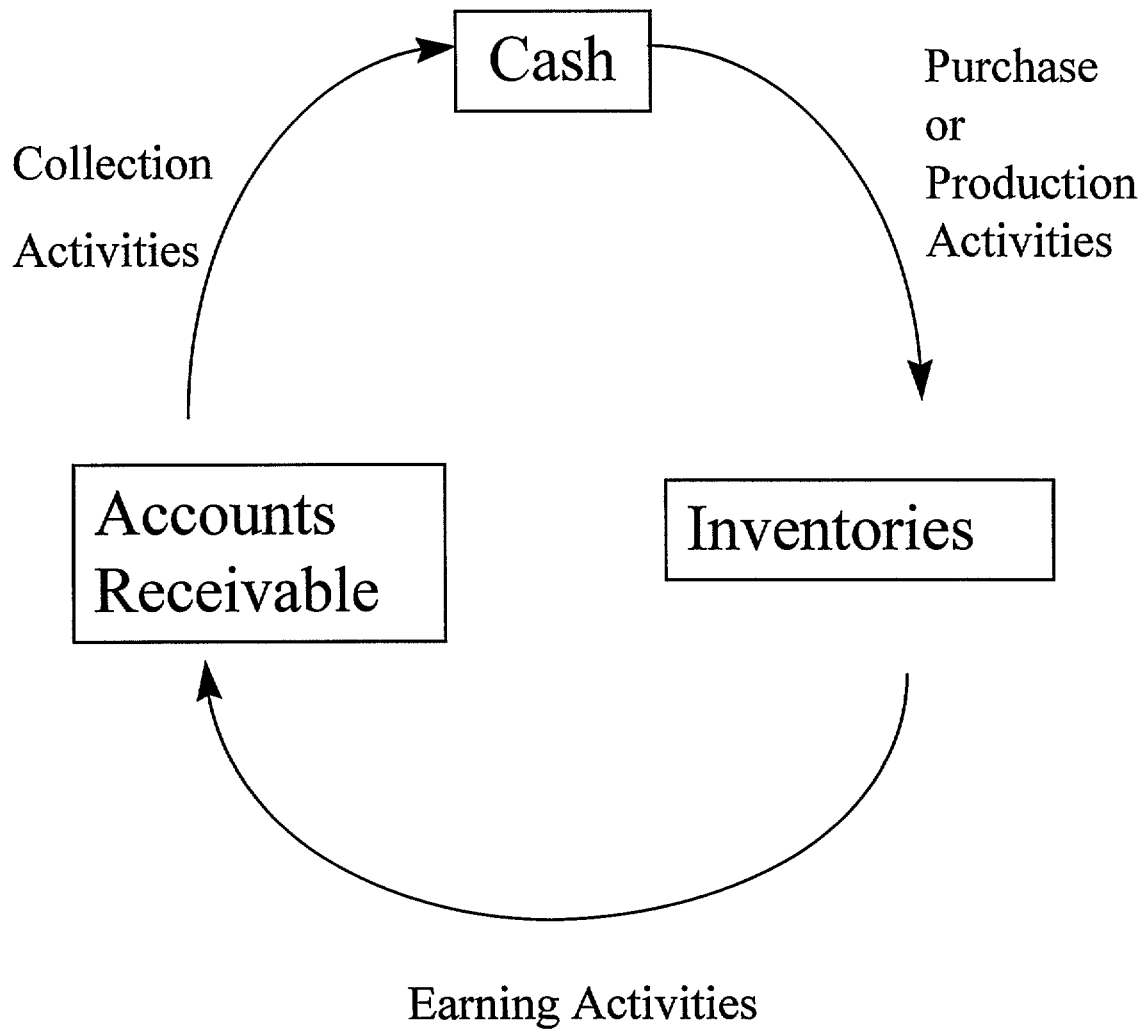 Cash
Purchase
or
Production
Activities
Collection
Activities
Accounts
Receivable
Inventories
Earning Activities